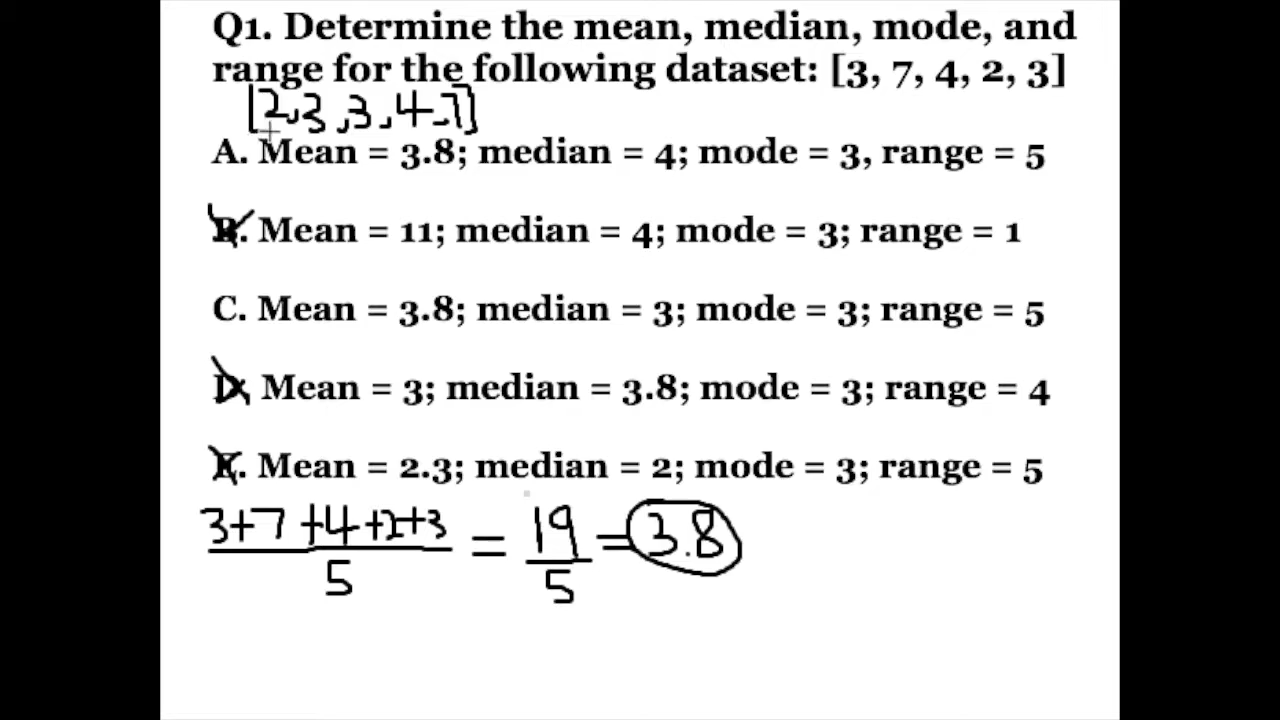 Q1. Determine the mean, median, mode, and
range for the following dataset: [3, 7, 4, 2, 3]
[2,3,3,4,7]
A. Mean = 3.8; median = 4; mode = 3, range = 5
B. Mean = 11; median = 4; mode = 3; range = 1
C. Mean = 3.8; median = 3; mode = 3; range = 5
D. Mean = 3; median = 3.8; mode = 3; range = 4
E. Mean = 2.3; median = 2; mode = 3; range = 5
3+7+4+2+3 = 19 = 3.8
5 5